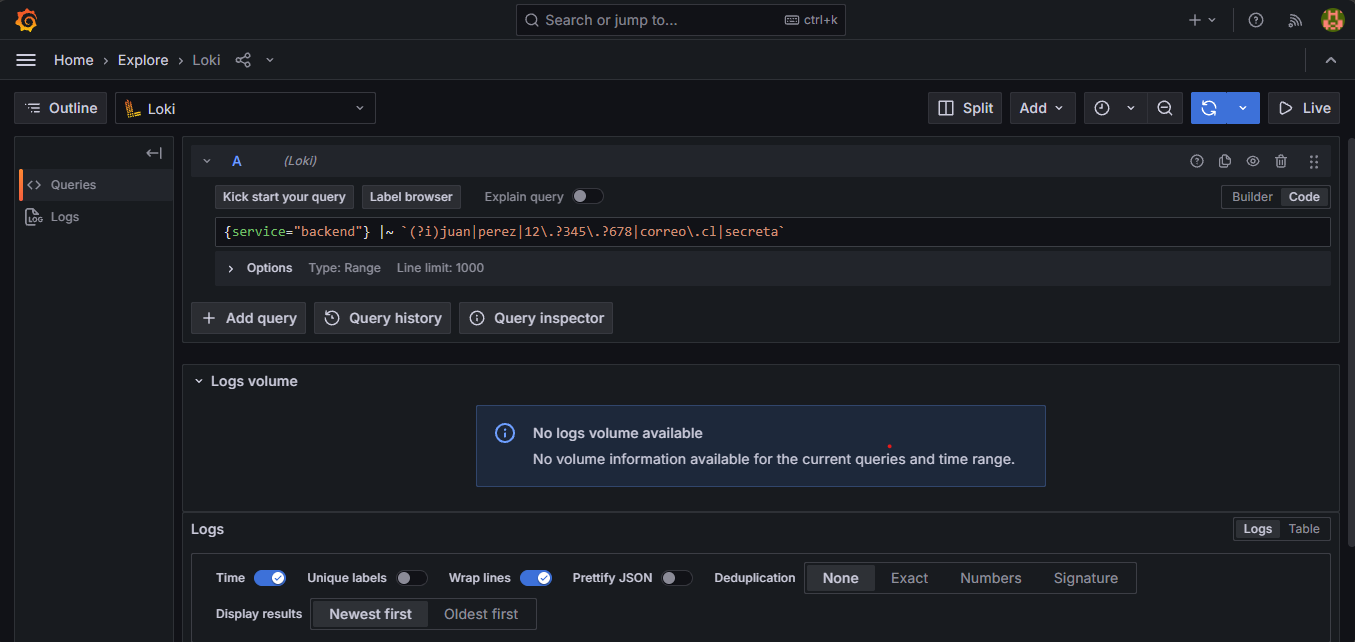 Search or jump to... ctrl+k
Home › Explore › Loki
Outline Loki Split Add Live
A (Loki)
Queries
Logs
Kick start your query Label browser Explain query Builder Code
{service="backend"} |~ `(?i)juan|perez|12\.?345\.?678|correo\.cl|secreta`
Options Type: Range Line limit: 1000
+ Add query Query history Query inspector
Logs volume
No logs volume available
No volume information available for the current queries and time range.
Logs Logs Table
Time Unique labels Wrap lines Prettify JSON Deduplication None Exact Numbers Signature
Display results Newest first Oldest first